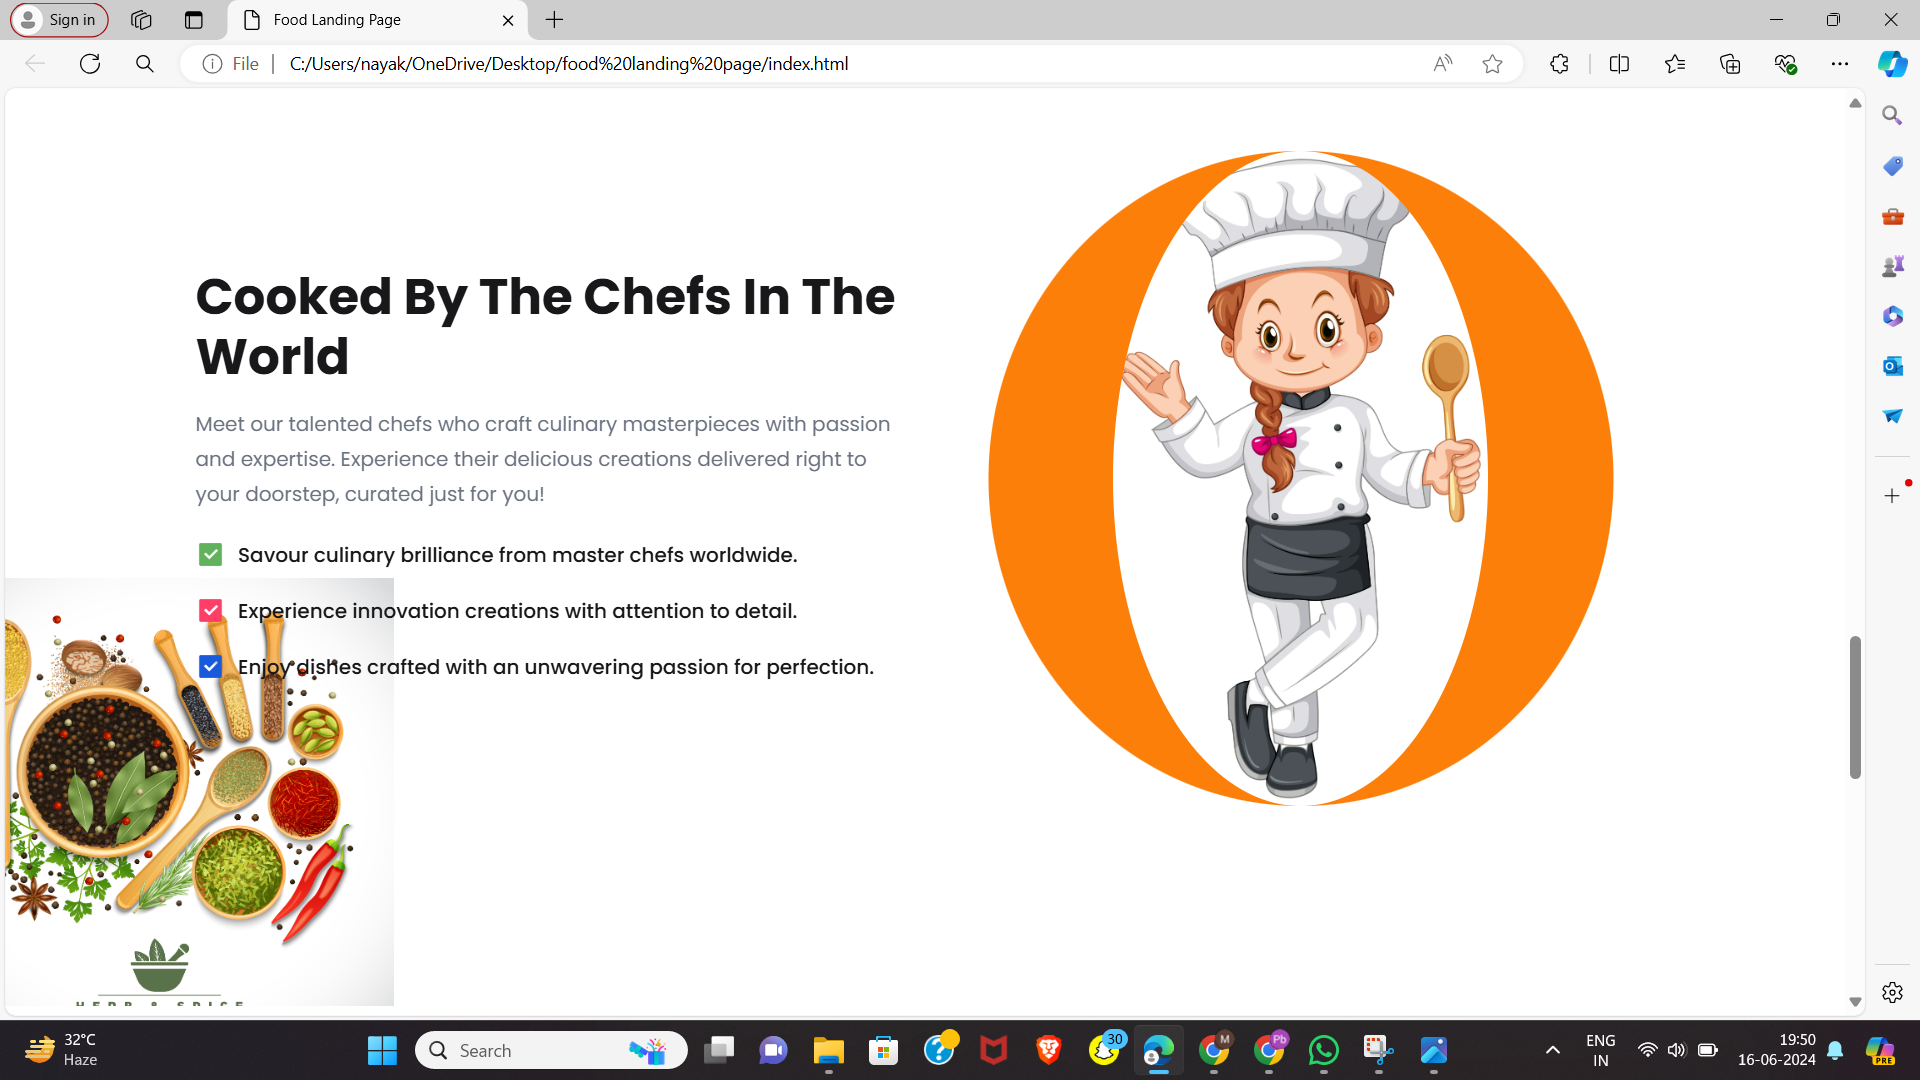 Sign in
Food Landing Page
File
C:/Users/nayak/OneDrive/Desktop/food%20landing%20page/index.html
Cooked By The Chefs In The
World
Meet our talented chefs who craft culinary masterpieces with passion
and expertise. Experience their delicious creations delivered right to
your doorstep, curated just for you!
Savour culinary brilliance from master chefs worldwide.
Experience innovation creations with attention to detail.
Enjoy dishes crafted with an unwavering passion for perfection.
HERB & SPICE
32°C
Haze
Search
30
M
Pb
ENG
IN
19:50
16-06-2024
PRE